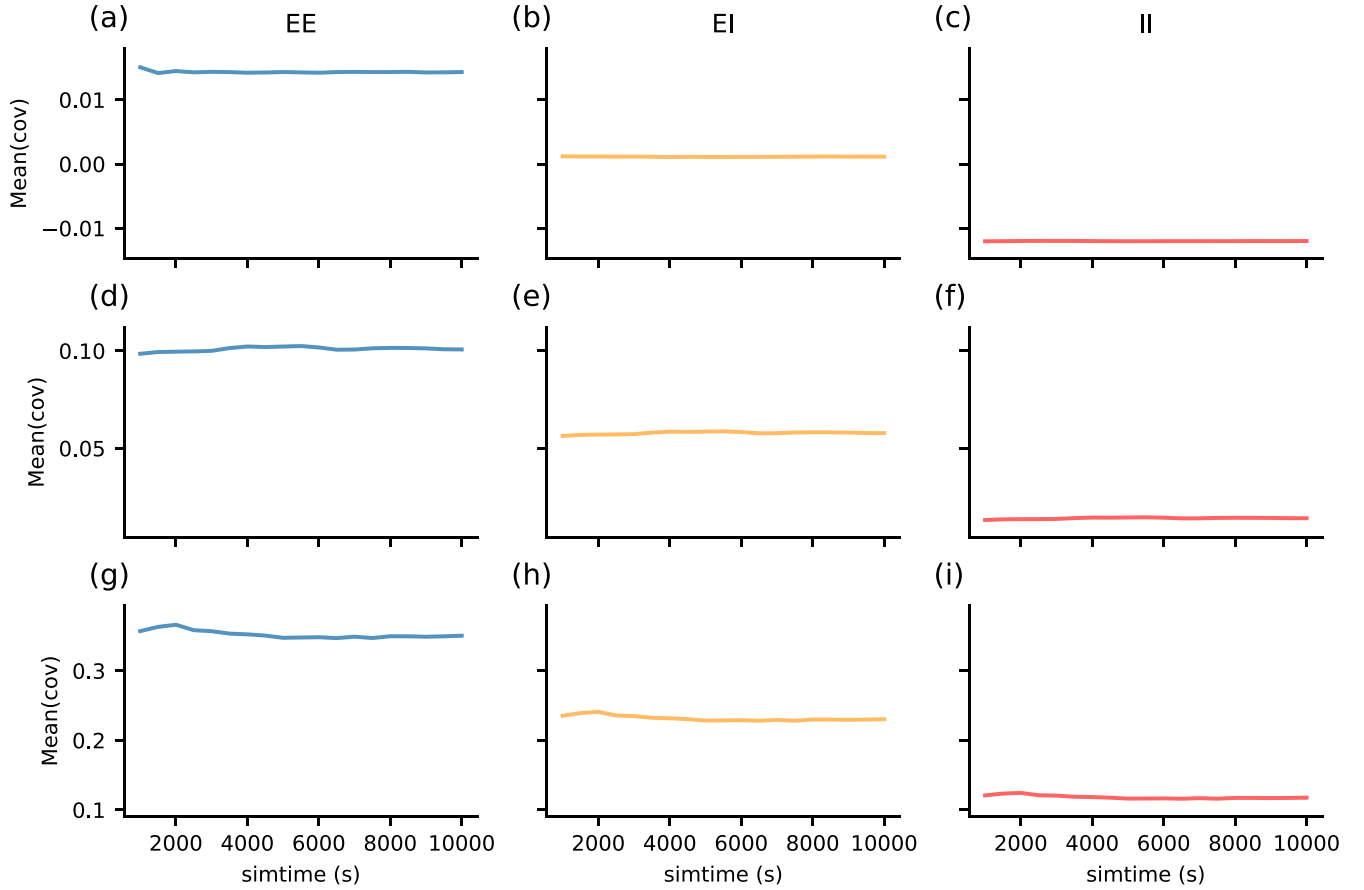 (a) EE (b) EI (c) II
Mean(cov)
0.01
0.00
−0.01
(d) (e) (f)
Mean(cov)
0.10
0.05
(g) (h) (i)
Mean(cov)
0.3
0.2
0.1
2000 4000 6000 8000 10000 2000 4000 6000 8000 10000 2000 4000 6000 8000 10000
simtime (s) simtime (s) simtime (s)